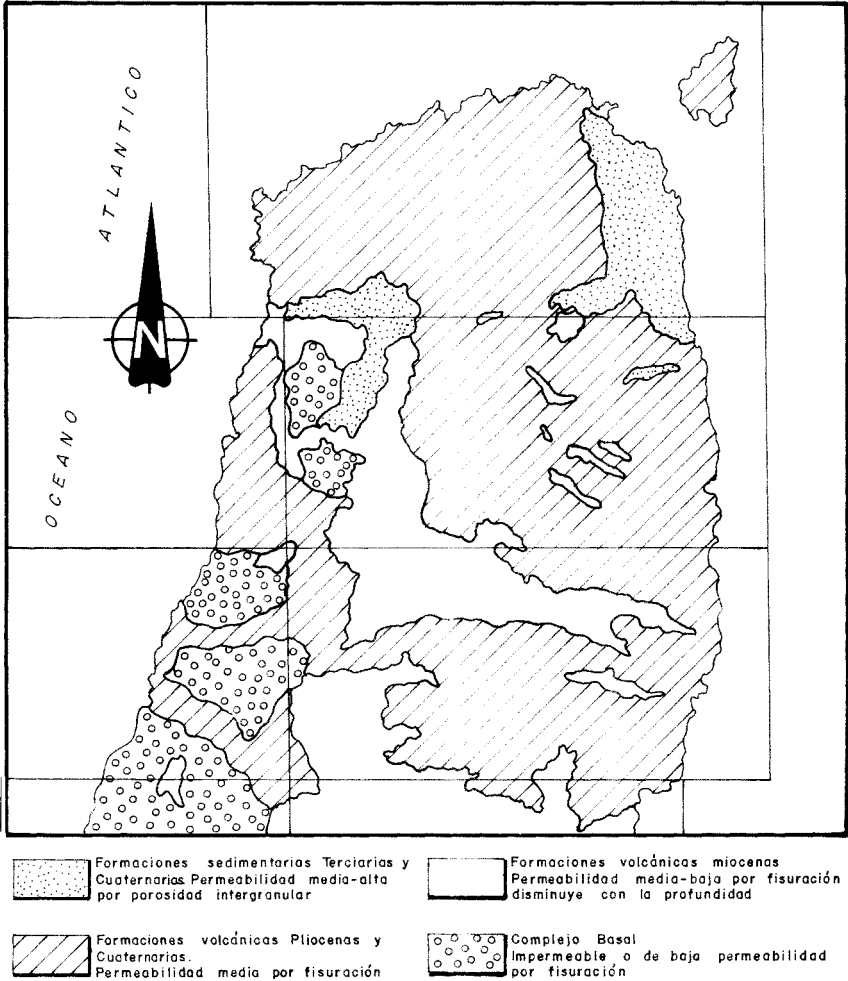 ATLANTICO
N
OCEANO
Formaciones sedimentarias Terciarias y
Cuaternarias. Permeabilidad media-alta
por porosidad intergranular
Formaciones volcánicas miocenas
Permeabilidad media-baja por fisuración
disminuye con la profundidad
Formaciones volcánicas Pliocenas y
Cuaternarias.
Permeabilidad media por fisuración
Complejo Basal
Impermeable o de baja permeabilidad
por fisuración